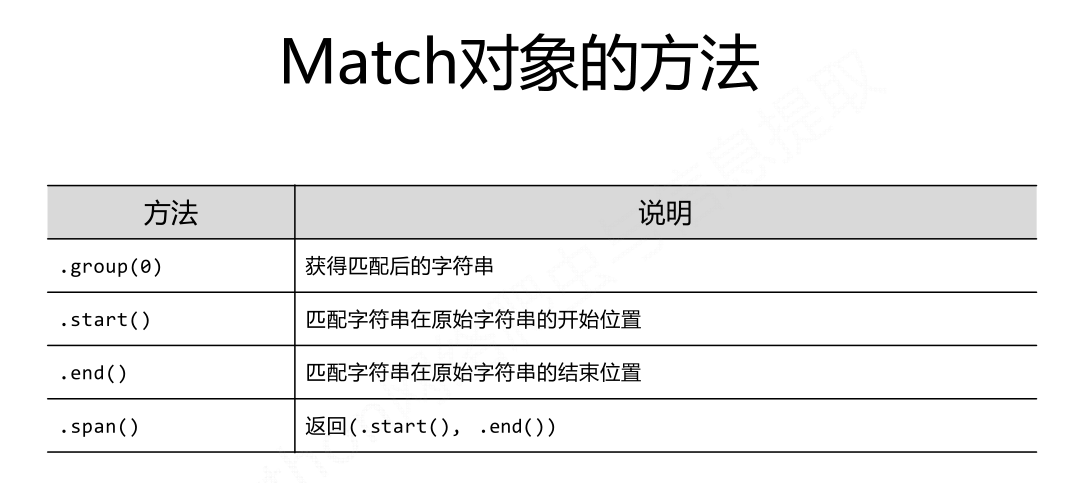 Match对象的方法
方法 说明
.group(0) 获得匹配后的字符串
.start() 匹配字符串在原始字符串的开始位置
.end() 匹配字符串在原始字符串的结束位置
.span() 返回(.start(), .end())